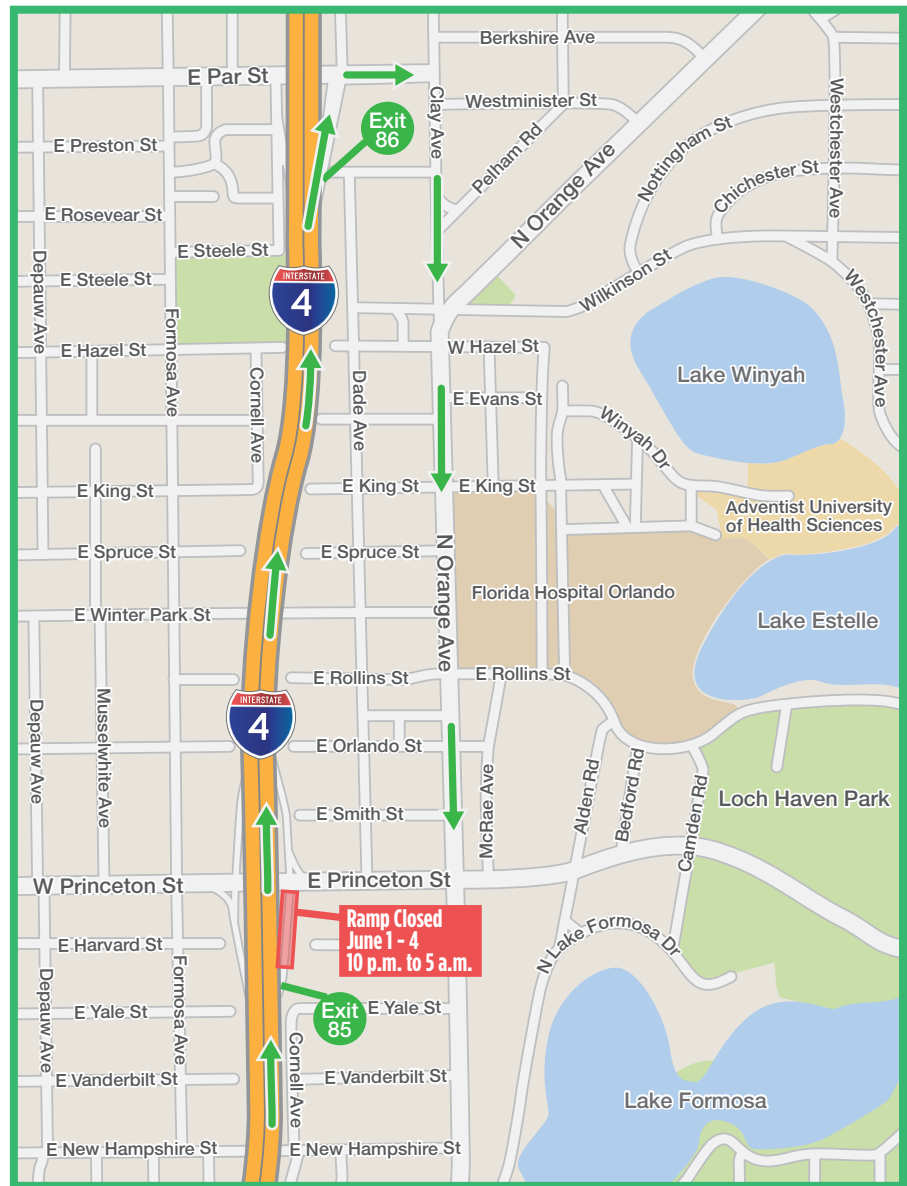 Berkshire Ave
E Par St
Clay Ave
Westminister St
Westchester Ave
Exit
86
E Preston St
Pelham Rd
Nottingham St
N Orange Ave
Chichester St
E Rosevear St
E Steele St
Depauw Ave
E Steele St
Wilkinson St
Westchester Ave
INTERSTATE
4
Formosa Ave
E Hazel St
W Hazel St
Lake Winyah
Cornell Ave
Dade Ave
E Evans St
Winyah Dr
E King St
E King St
E King St
Adventist University
of Health Sciences
E Spruce St
E Spruce St
N Orange Ave
Florida Hospital Orlando
E Winter Park St
Lake Estelle
E Rollins St
E Rollins St
INTERSTATE
4
Depauw Ave
Musselwhite Ave
E Orlando St
McRae Ave
Alden Rd
Bedford Rd
Camden Rd
Loch Haven Park
E Smith St
W Princeton St
E Princeton St
Ramp Closed
June 1 - 4
10 p.m. to 5 a.m.
E Harvard St
N Lake Formosa Dr
Depauw Ave
Formosa Ave
E Yale St
Exit
85
E Yale St
Cornell Ave
E Vanderbilt St
E Vanderbilt St
Lake Formosa
E New Hampshire St
E New Hampshire St